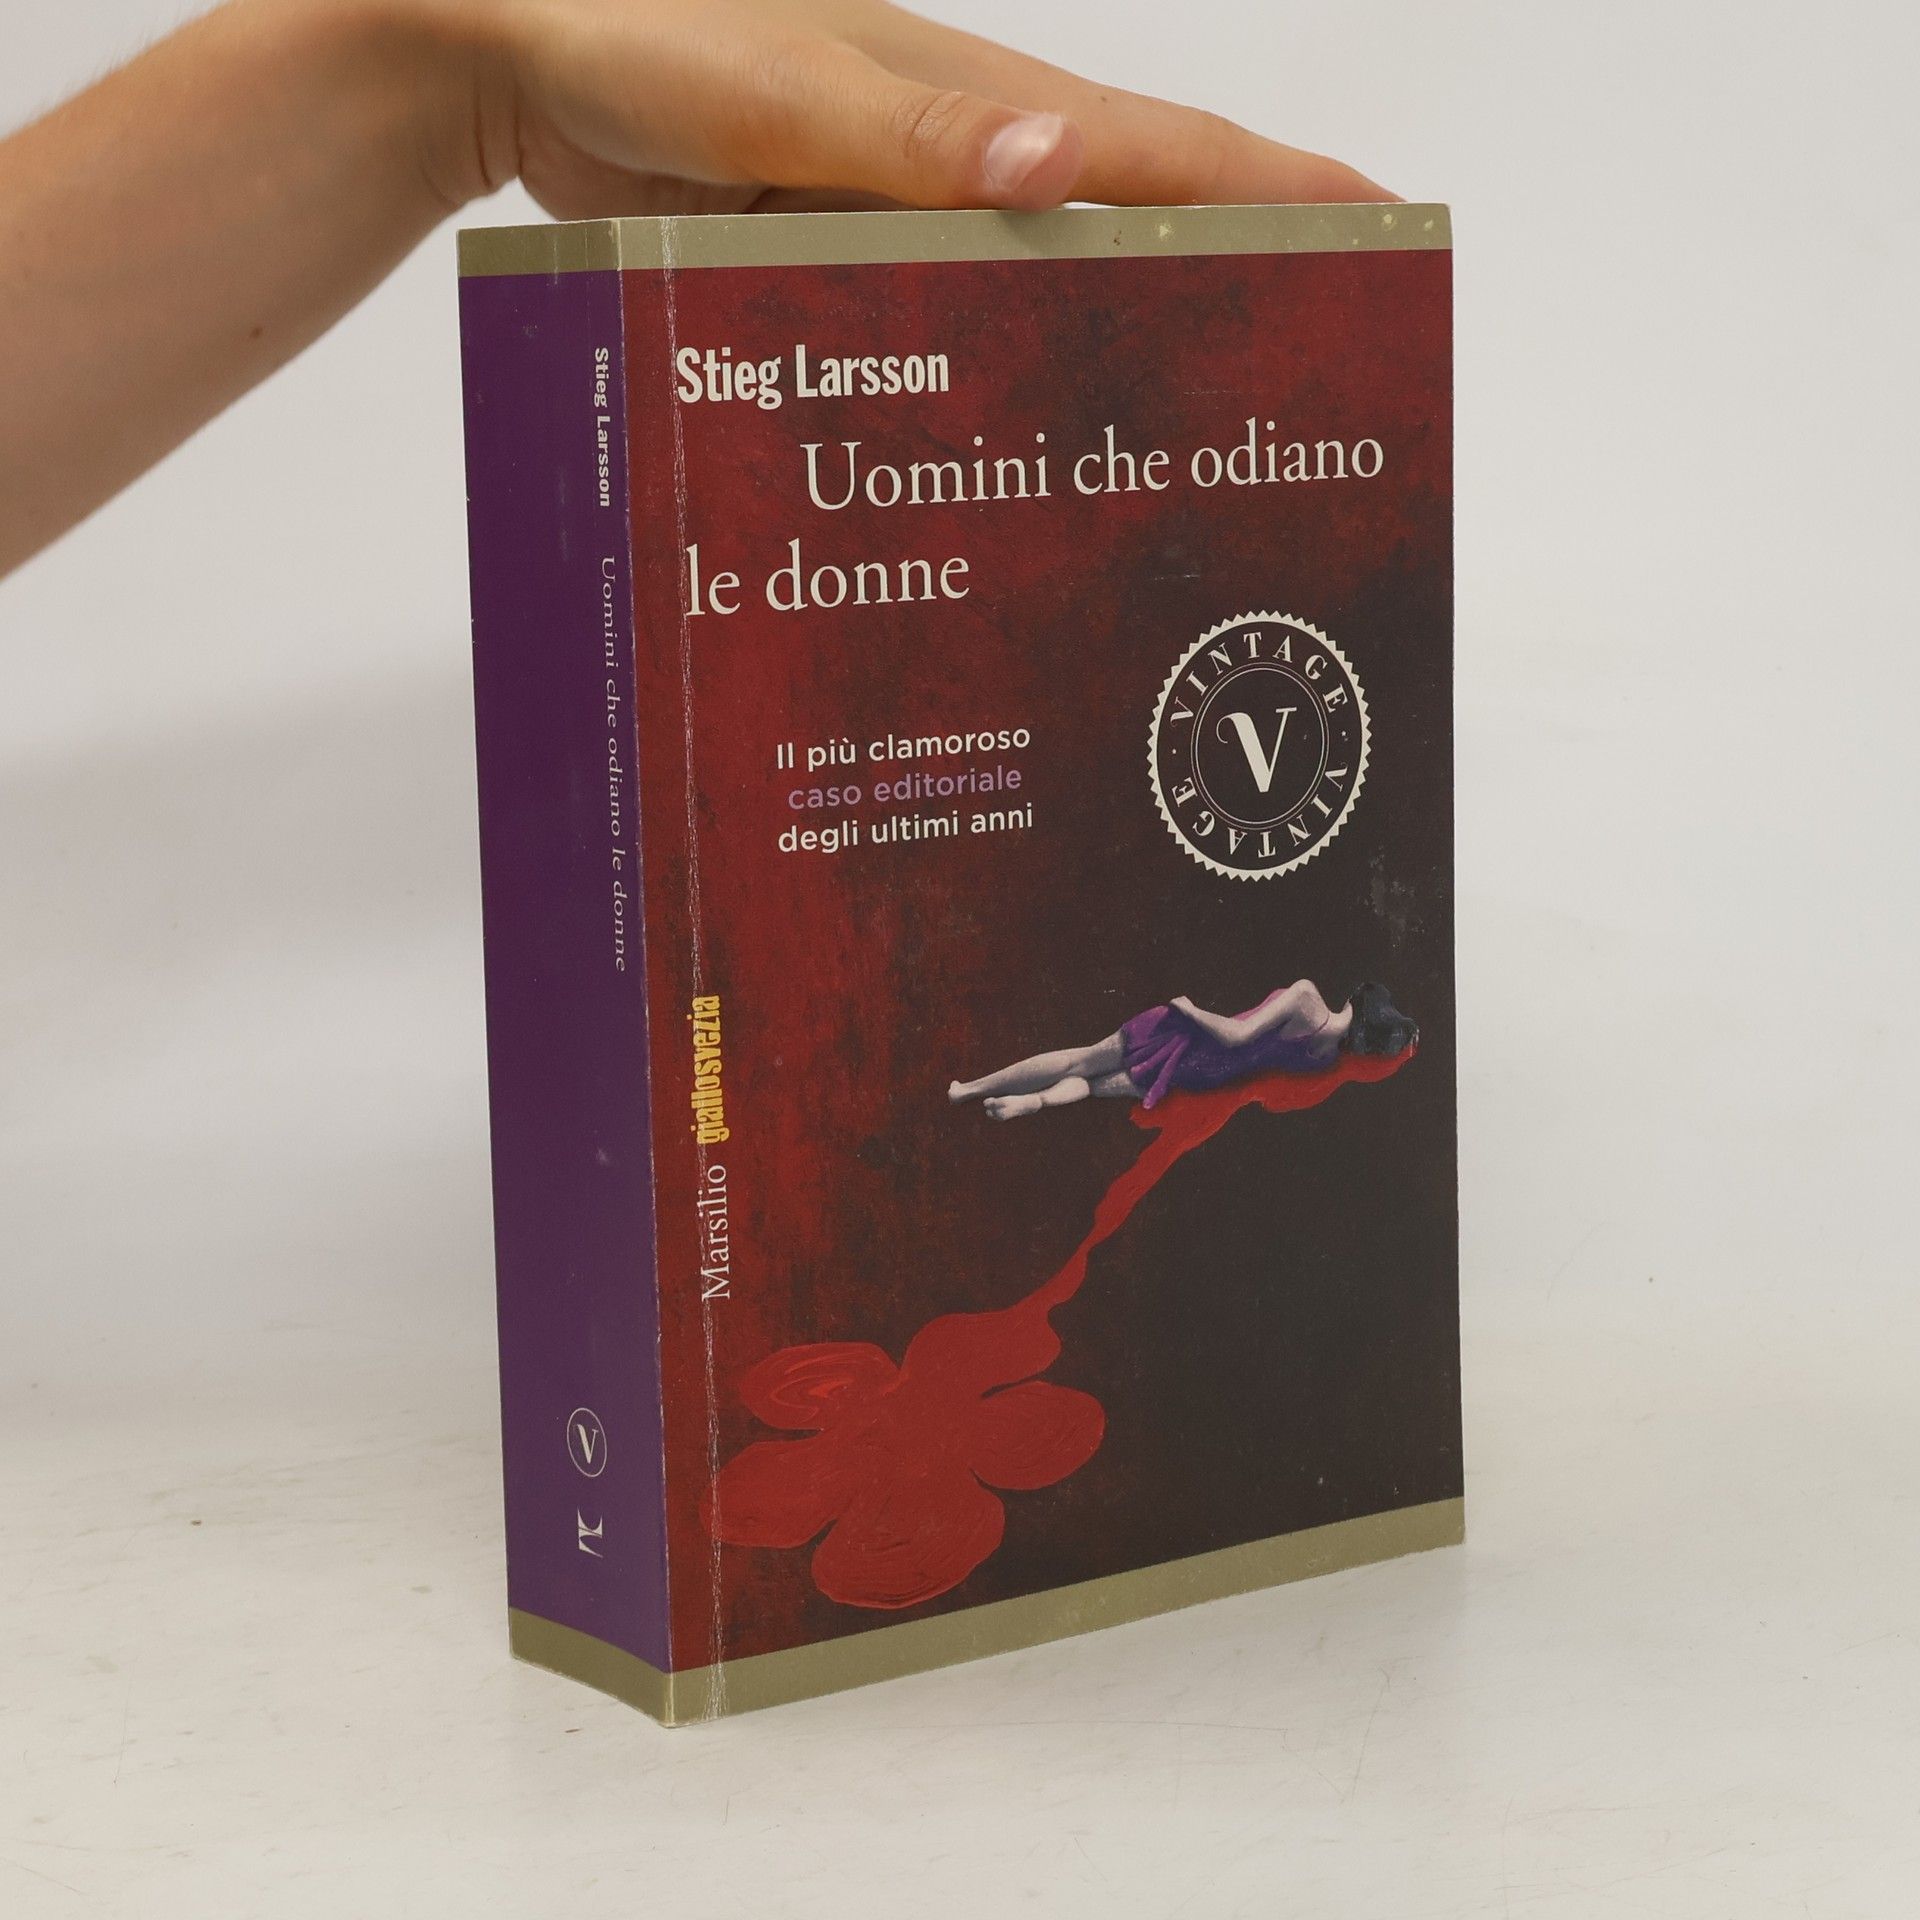 Stieg Larsson
Uomini che odiano
le donne
Il più clamoroso
caso editoriale
degli ultimi anni
VINTAGE · VINTAGE ·
V
Marsilio giallosvezia
Stieg Larsson Uomini che odiano le donne
V